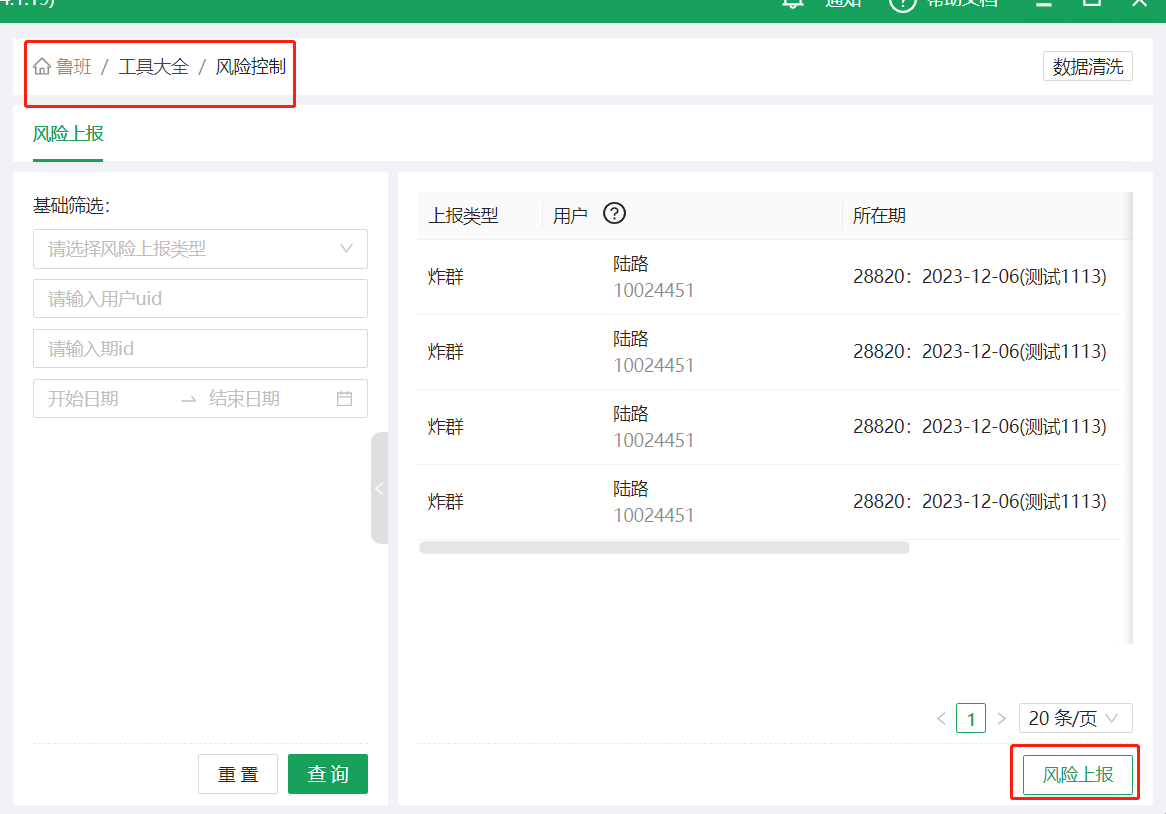 4.1.19)
通知
?
帮助文档
鲁班 / 工具大全 / 风险控制
数据清洗
风险上报
基础筛选:
请选择风险上报类型
请输入用户uid
请输入期id
开始日期 → 结束日期
<
重 置
查 询
上报类型 用户 ? 所在期
炸群 陆路 28820：2023-12-06(测试1113)
10024451
炸群 陆路 28820：2023-12-06(测试1113)
10024451
炸群 陆路 28820：2023-12-06(测试1113)
10024451
炸群 陆路 28820：2023-12-06(测试1113)
10024451
< 1 > 20 条/页
风险上报